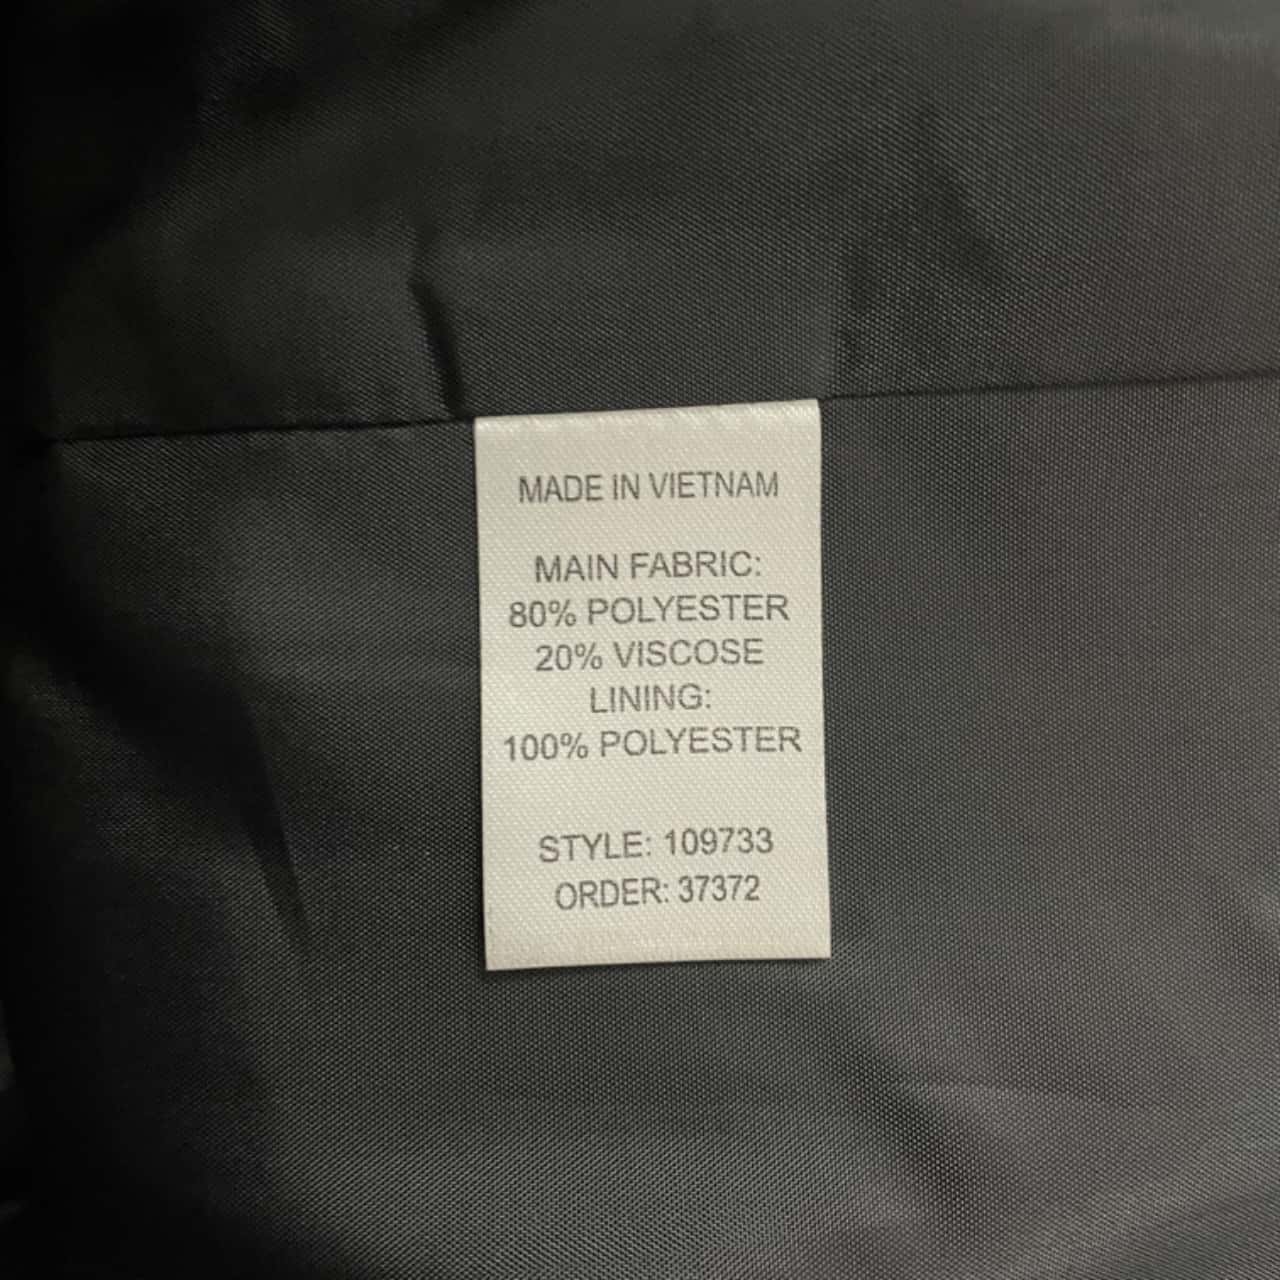 MADE IN VIETNAM
MAIN FABRIC:
80% POLYESTER
20% VISCOSE
LINING:
100% POLYESTER
STYLE: 109733
ORDER: 37372